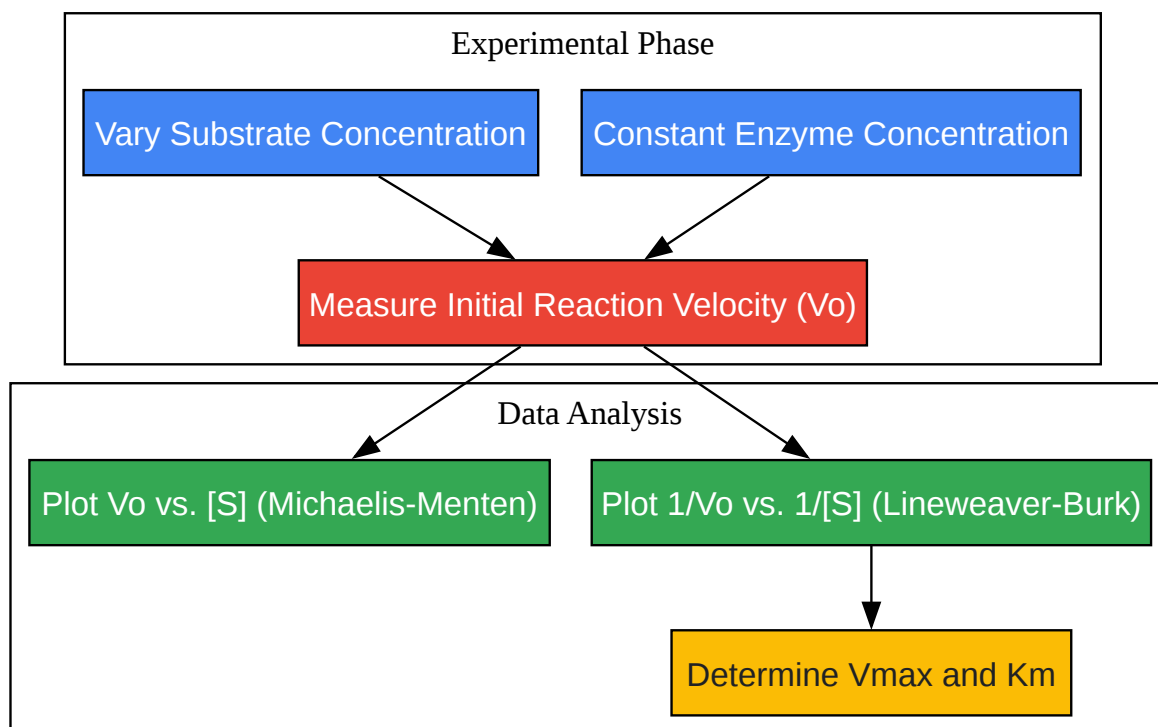 Experimental Phase
Vary Substrate Concentration
Constant Enzyme Concentration
Measure Initial Reaction Velocity (Vo)
Data Analysis
Plot Vo vs. [S] (Michaelis-Menten)
Plot 1/Vo vs. 1/[S] (Lineweaver-Burk)
Determine Vmax and Km